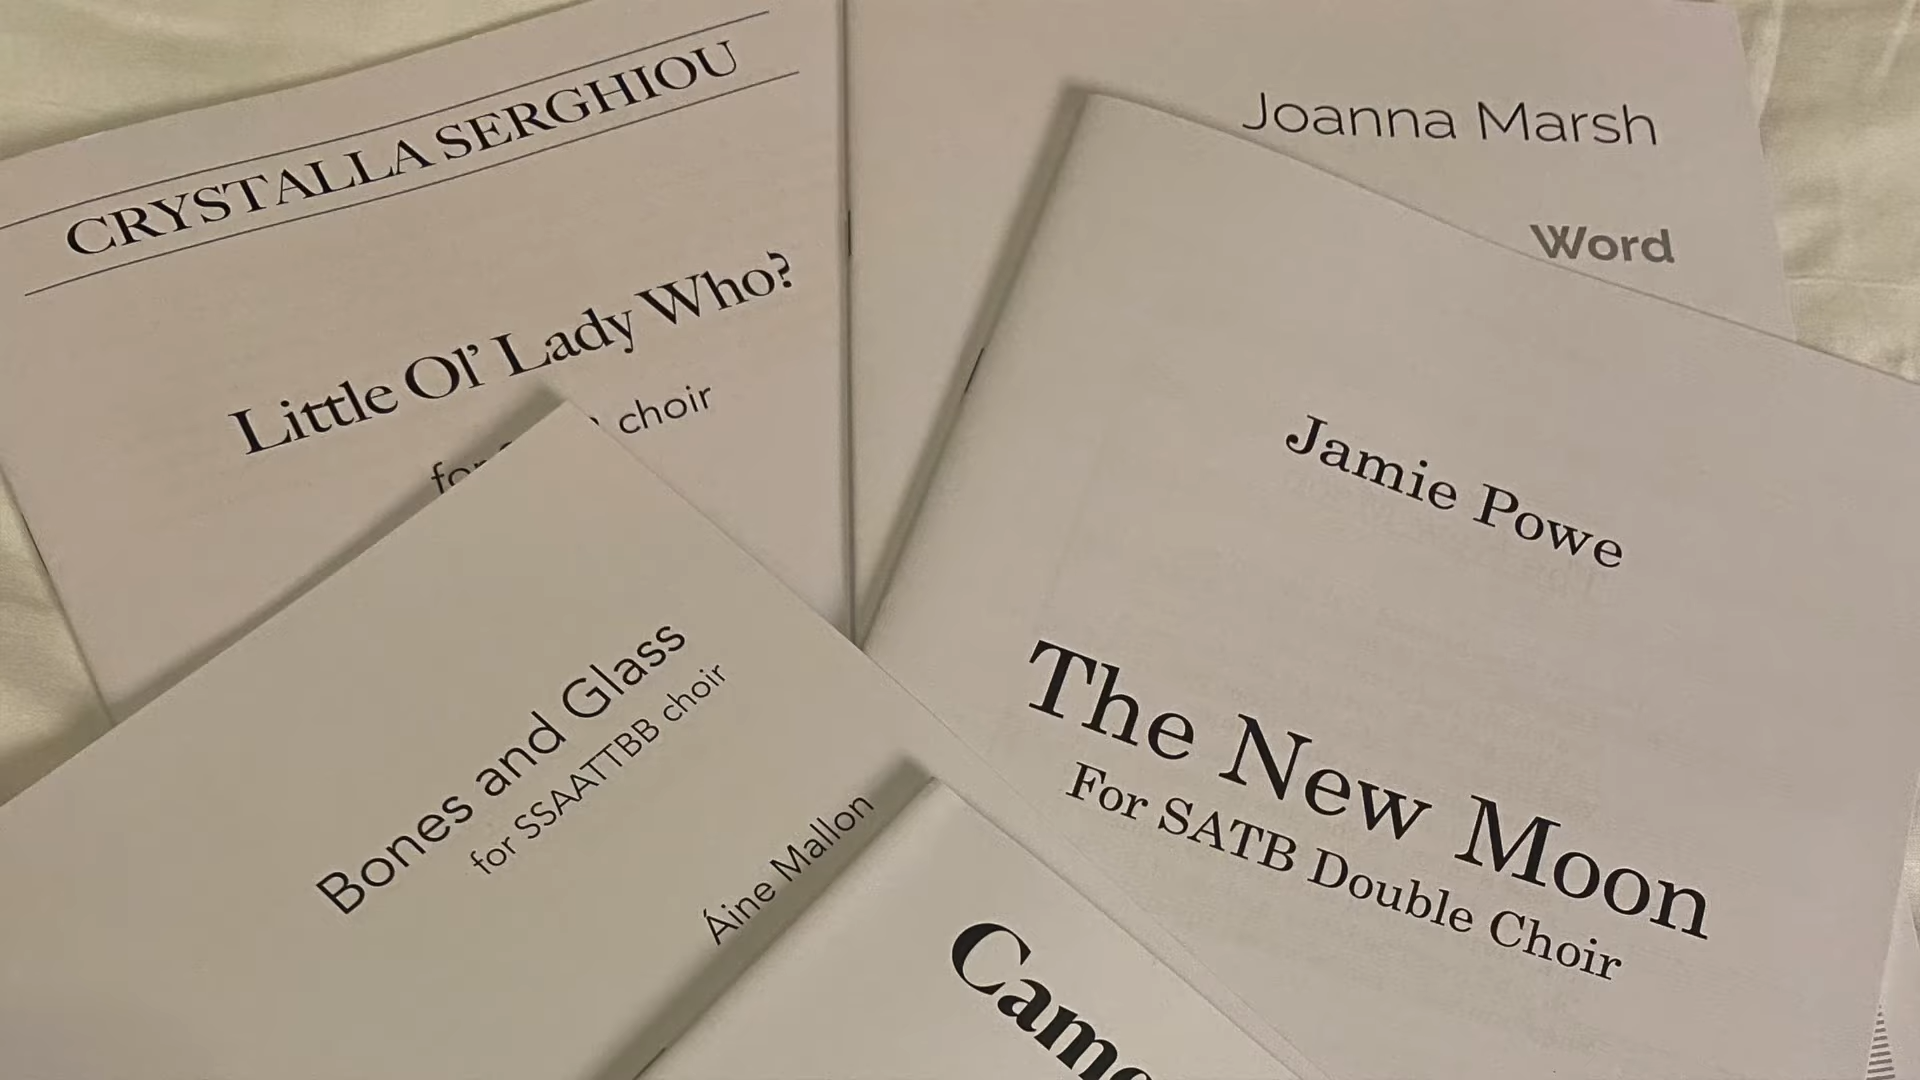 CRYSTALLA SERGHIOU
Little Ol' Lady Who?
for choir
Joanna Marsh
Word
Jamie Powe
The New Moon
For SATB Double Choir
Bones and Glass
for SSAATTBB choir
Áine Mallon